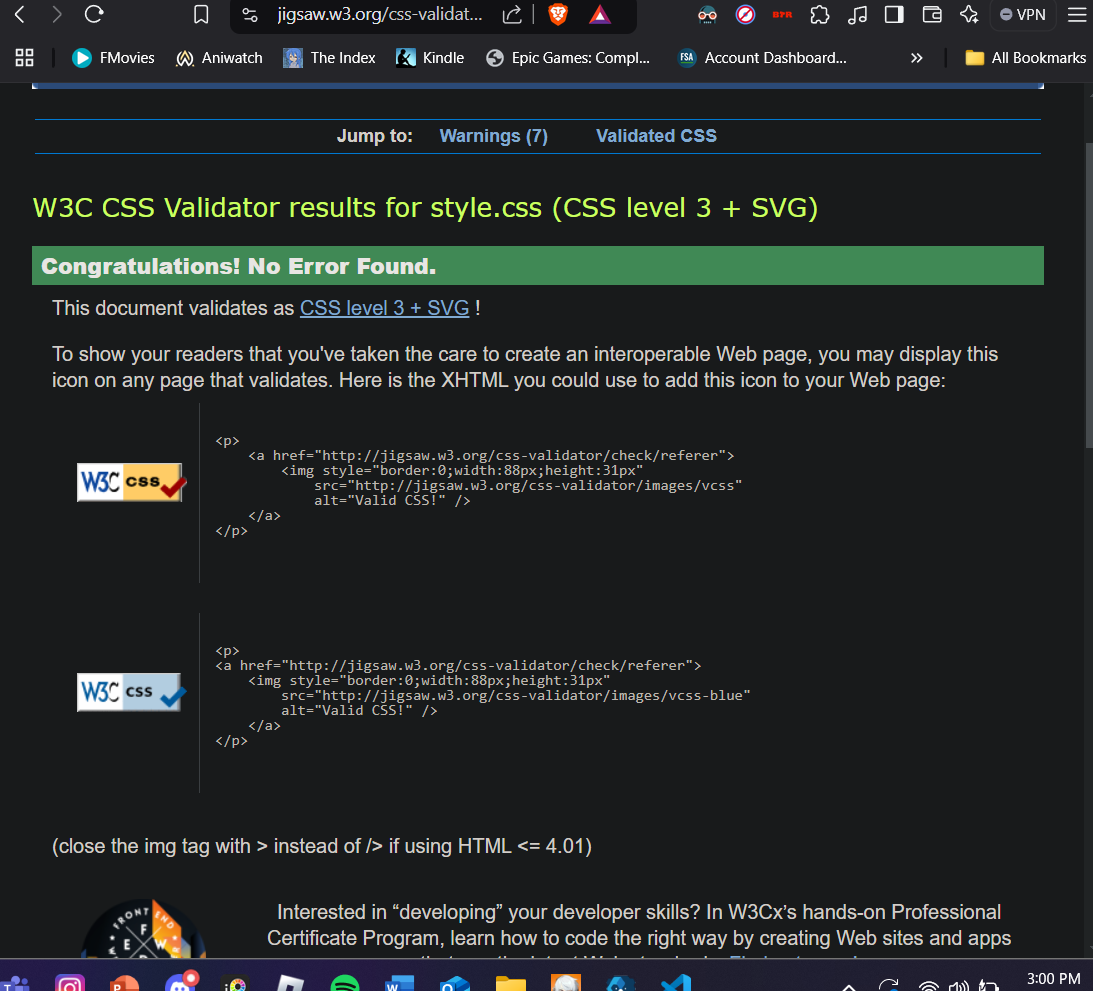 jigsaw.w3.org/css-validat...
VPN
FMovies
Aniwatch
The Index
Kindle
Epic Games: Compl...
FSA
Account Dashboard...
»
All Bookmarks
Jump to: Warnings (7) Validated CSS
W3C CSS Validator results for style.css (CSS level 3 + SVG)
Congratulations! No Error Found.
This document validates as CSS level 3 + SVG !
To show your readers that you've taken the care to create an interoperable Web page, you may display this
icon on any page that validates. Here is the XHTML you could use to add this icon to your Web page:
W3C css
<p>
<a href="http://jigsaw.w3.org/css-validator/check/referer">
<img style="border:0;width:88px;height:31px"
src="http://jigsaw.w3.org/css-validator/images/vcss"
alt="Valid CSS!" />
</a>
</p>
W3C css
<p>
<a href="http://jigsaw.w3.org/css-validator/check/referer">
<img style="border:0;width:88px;height:31px"
src="http://jigsaw.w3.org/css-validator/images/vcss-blue"
alt="Valid CSS!" />
</a>
</p>
(close the img tag with > instead of /> if using HTML <= 4.01)
FRONT END
F
E W
Interested in “developing” your developer skills? In W3Cx’s hands-on Professional
Certificate Program, learn how to code the right way by creating Web sites and apps
3:00 PM